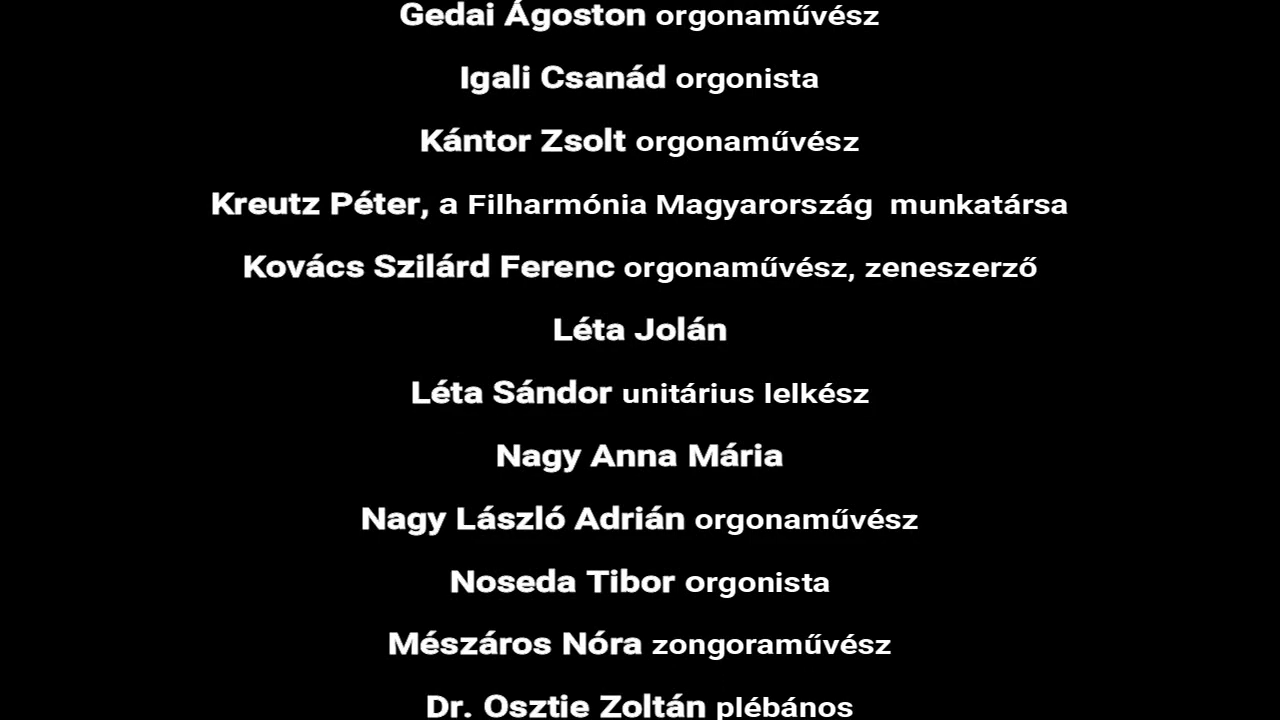 Gedai Ágoston orgonaművész
Igali Csanád orgonista
Kántor Zsolt orgonaművész
Kreutz Péter, a Filharmónia Magyarország  munkatársa
Kovács Szilárd Ferenc orgonaművész, zeneszerző
Léta Jolán
Léta Sándor unitárius lelkész
Nagy Anna Mária
Nagy László Adrián orgonaművész
Noseda Tibor orgonista
Mészáros Nóra zongoraművész
Dr. Osztie Zoltán plébános